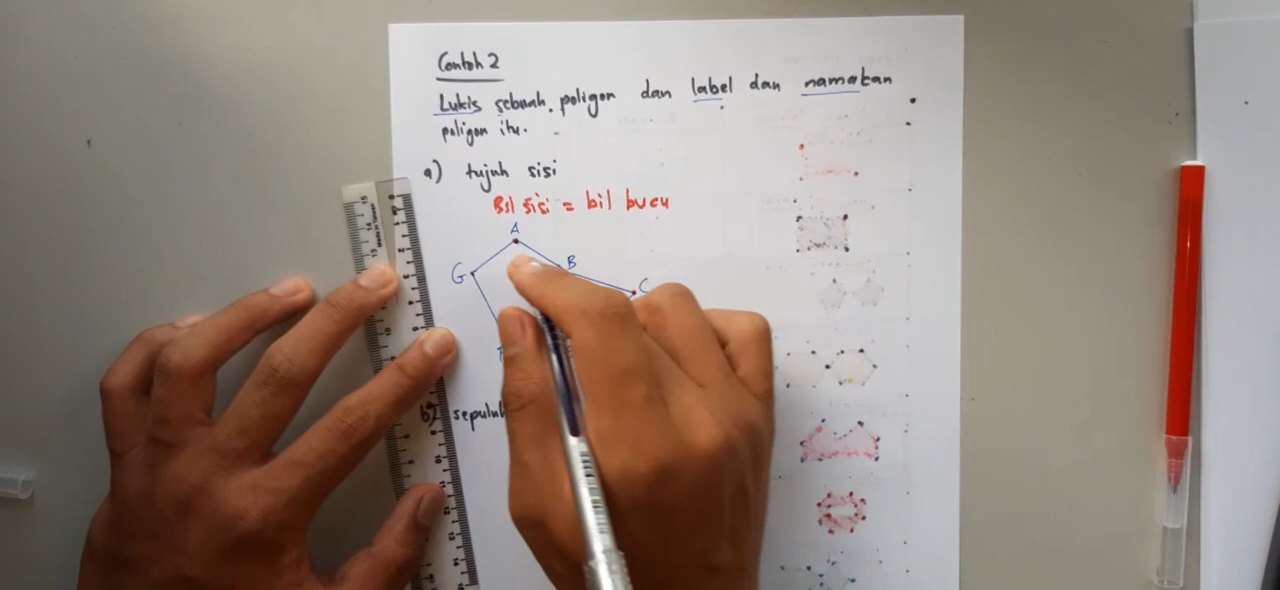 Contoh 2
Lukis sebuah poligon dan label dan namakan
poligon itu.
a) tujuh sisi
Bil sisi = bil bucu
A
B
G
C
b) sepuluh